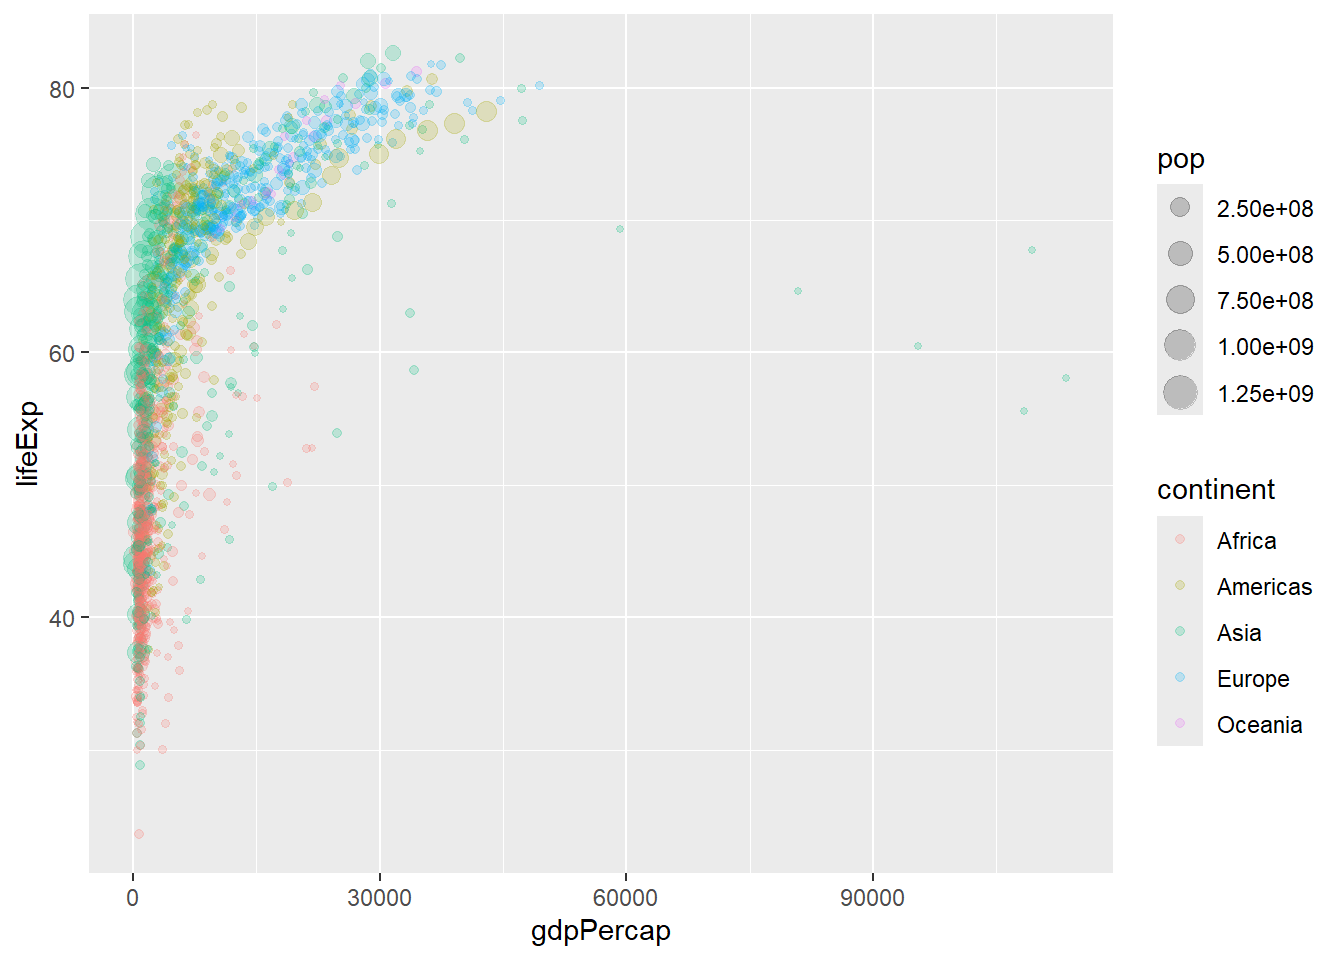 80
60
40
lifeExp
0
30000
60000
90000
gdpPercap
pop
2.50e+08
5.00e+08
7.50e+08
1.00e+09
1.25e+09
continent
Africa
Americas
Asia
Europe
Oceania